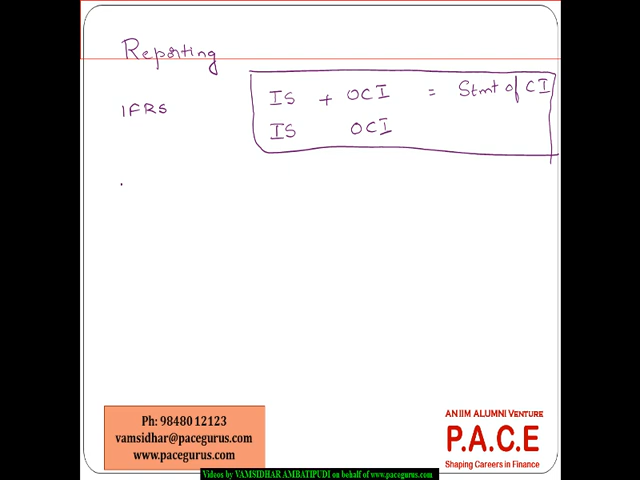 Reporting
IS + OCI = Stmt of CI
IFRS
IS OCI
Ph: 98480 12123
vamsidhar@pacegurus.com
www.pacegurus.com
AN IIM ALUMNI VENTURE
P.A.C.E
Shaping Careers in Finance
Videos by VAMSIDHAR AMBATIPUDI on behalf of www.pacegurus.com